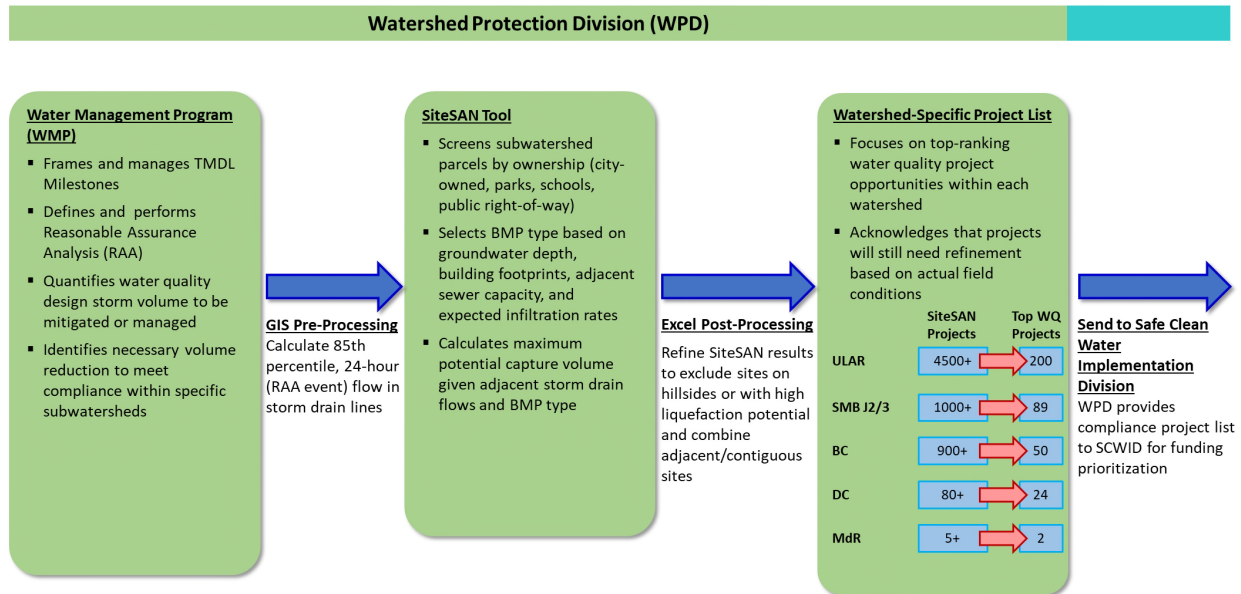 Watershed Protection Division (WPD)
Water Management Program
(WMP)
▪ Frames and manages TMDL
Milestones
▪ Defines and performs
Reasonable Assurance
Analysis (RAA)
▪ Quantifies water quality
design storm volume to be
mitigated or managed
▪ Identifies necessary volume
reduction to meet
compliance within specific
subwatersheds
GIS Pre-Processing
Calculate 85th
percentile, 24-hour
(RAA event) flow in
storm drain lines
SiteSAN Tool
▪ Screens subwatershed
parcels by ownership (city-
owned, parks, schools,
public right-of-way)
▪ Selects BMP type based on
groundwater depth,
building footprints, adjacent
sewer capacity, and
expected infiltration rates
▪ Calculates maximum
potential capture volume
given adjacent storm drain
flows and BMP type
Excel Post-Processing
Refine SiteSAN results
to exclude sites on
hillsides or with high
liquefaction potential
and combine
adjacent/contiguous
sites
Watershed-Specific Project List
▪ Focuses on top-ranking
water quality project
opportunities within each
watershed
▪ Acknowledges that projects
will still need refinement
based on actual field
conditions
SiteSAN Top WQ
Projects Projects
ULAR 4500+ 200
SMB J2/3 1000+ 89
BC 900+ 50
DC 80+ 24
MdR 5+ 2
Send to Safe Clean
Water
Implementation
Division
WPD provides
compliance project list
to SCWID for funding
prioritization